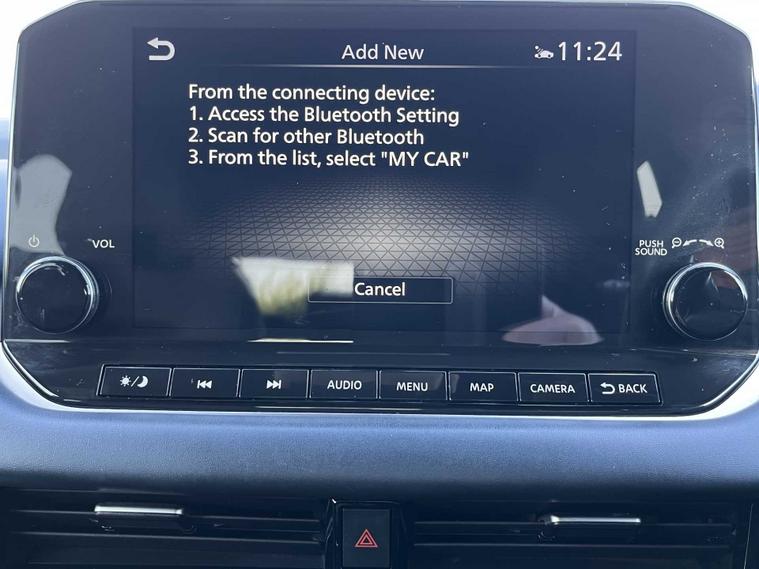 Add New
11:24
From the connecting device:
1. Access the Bluetooth Setting
2. Scan for other Bluetooth
3. From the list, select "MY CAR"
VOL
PUSH
SOUND
Cancel
AUDIO
MENU
MAP
CAMERA
BACK